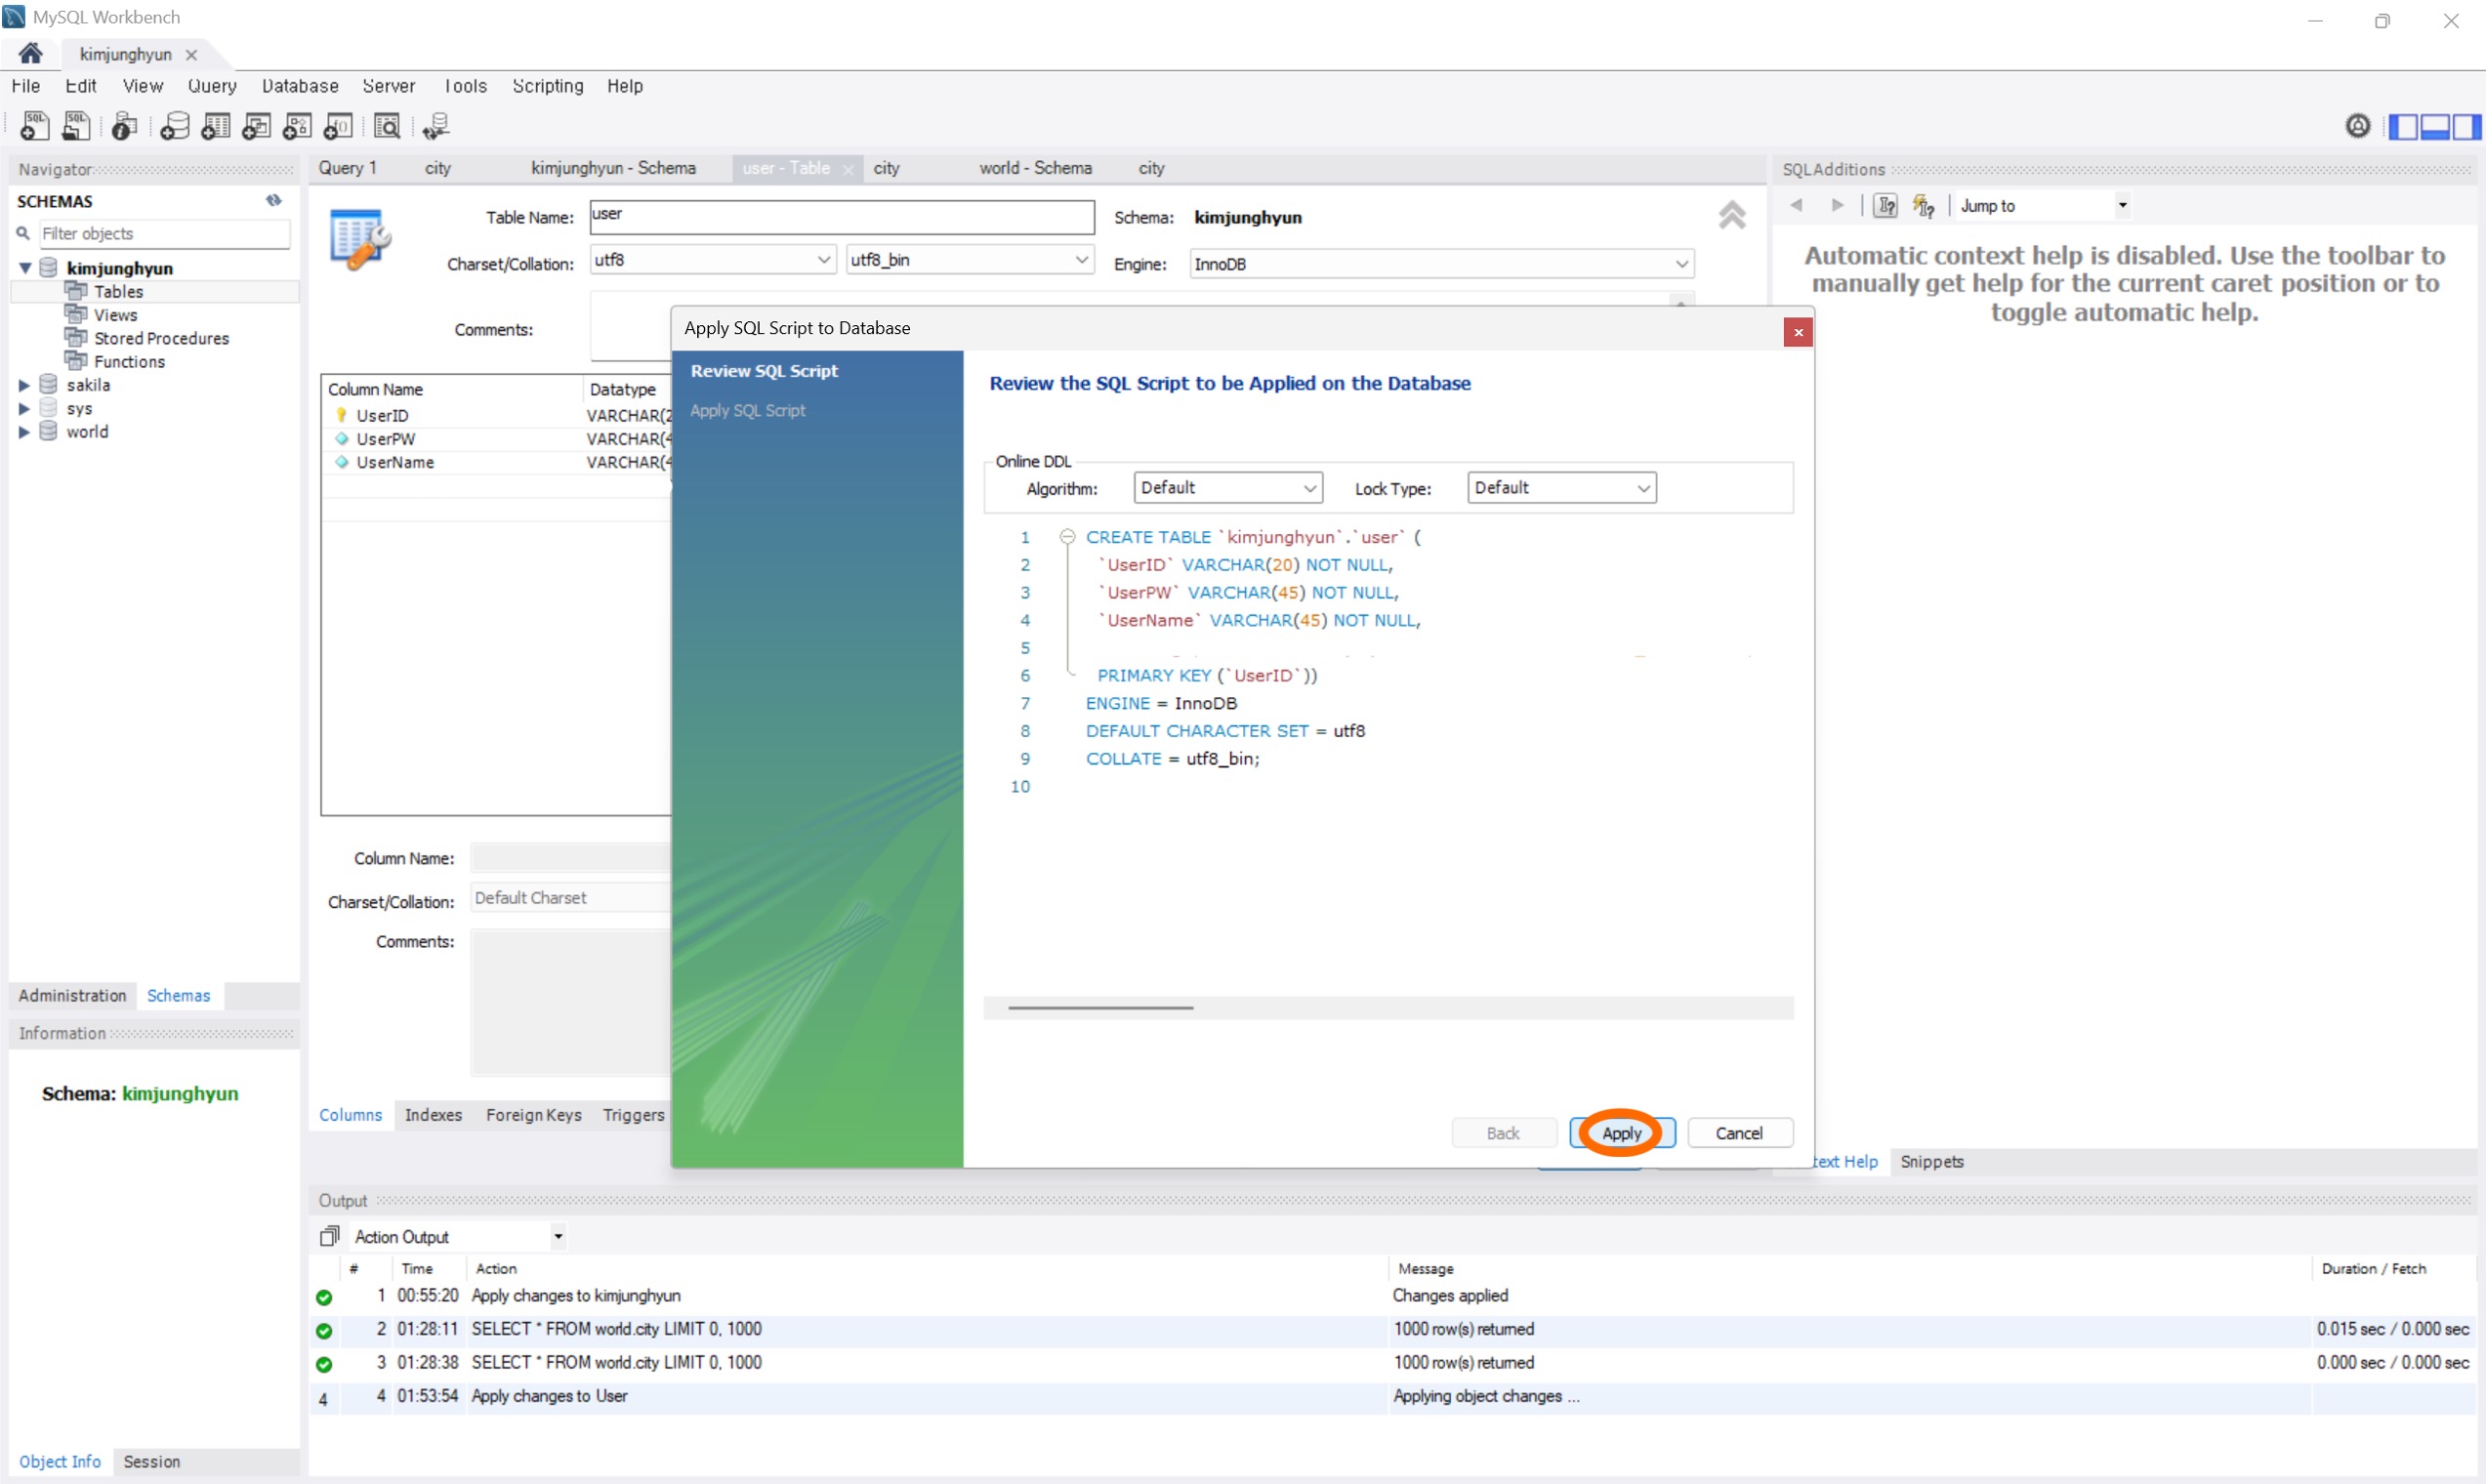 MySQL Workbench
kimjunghyun
File Edit View Query Database Server Tools Scripting Help
Navigator
SCHEMAS
Filter objects
kimjunghyun
Tables
Views
Stored Procedures
Functions
sakila
sys
world
Administration Schemas
Information
Schema: kimjunghyun
Object Info Session
Query 1 city kimjunghyun - Schema user - Table city world - Schema city
Table Name: user Schema: kimjunghyun
Charset/Collation: utf8 utf8_bin Engine: InnoDB
Comments:
Column Name Datatype
UserID VARCHAR(2
UserPW VARCHAR(4
UserName VARCHAR(4
Column Name:
Charset/Collation: Default Charset
Comments:
Columns Indexes Foreign Keys Triggers
Apply SQL Script to Database
Review SQL Script
Apply SQL Script
Review the SQL Script to be Applied on the Database
Online DDL
Algorithm: Default Lock Type: Default
1 CREATE TABLE `kimjunghyun`.`user` (
2 `UserID` VARCHAR(20) NOT NULL,
3 `UserPW` VARCHAR(45) NOT NULL,
4 `UserName` VARCHAR(45) NOT NULL,
5
6 PRIMARY KEY (`UserID`))
7 ENGINE = InnoDB
8 DEFAULT CHARACTER SET = utf8
9 COLLATE = utf8_bin;
10
Back Apply Cancel
SQLAdditions
Jump to
Automatic context help is disabled. Use the toolbar to
manually get help for the current caret position or to
toggle automatic help.
text Help Snippets
Output
Action Output
# Time Action Message Duration / Fetch
1 00:55:20 Apply changes to kimjunghyun Changes applied
2 01:28:11 SELECT * FROM world.city LIMIT 0, 1000 1000 row(s) returned 0.015 sec / 0.000 sec
3 01:28:38 SELECT * FROM world.city LIMIT 0, 1000 1000 row(s) returned 0.000 sec / 0.000 sec
4 4 01:53:54 Apply changes to User Applying object changes ...